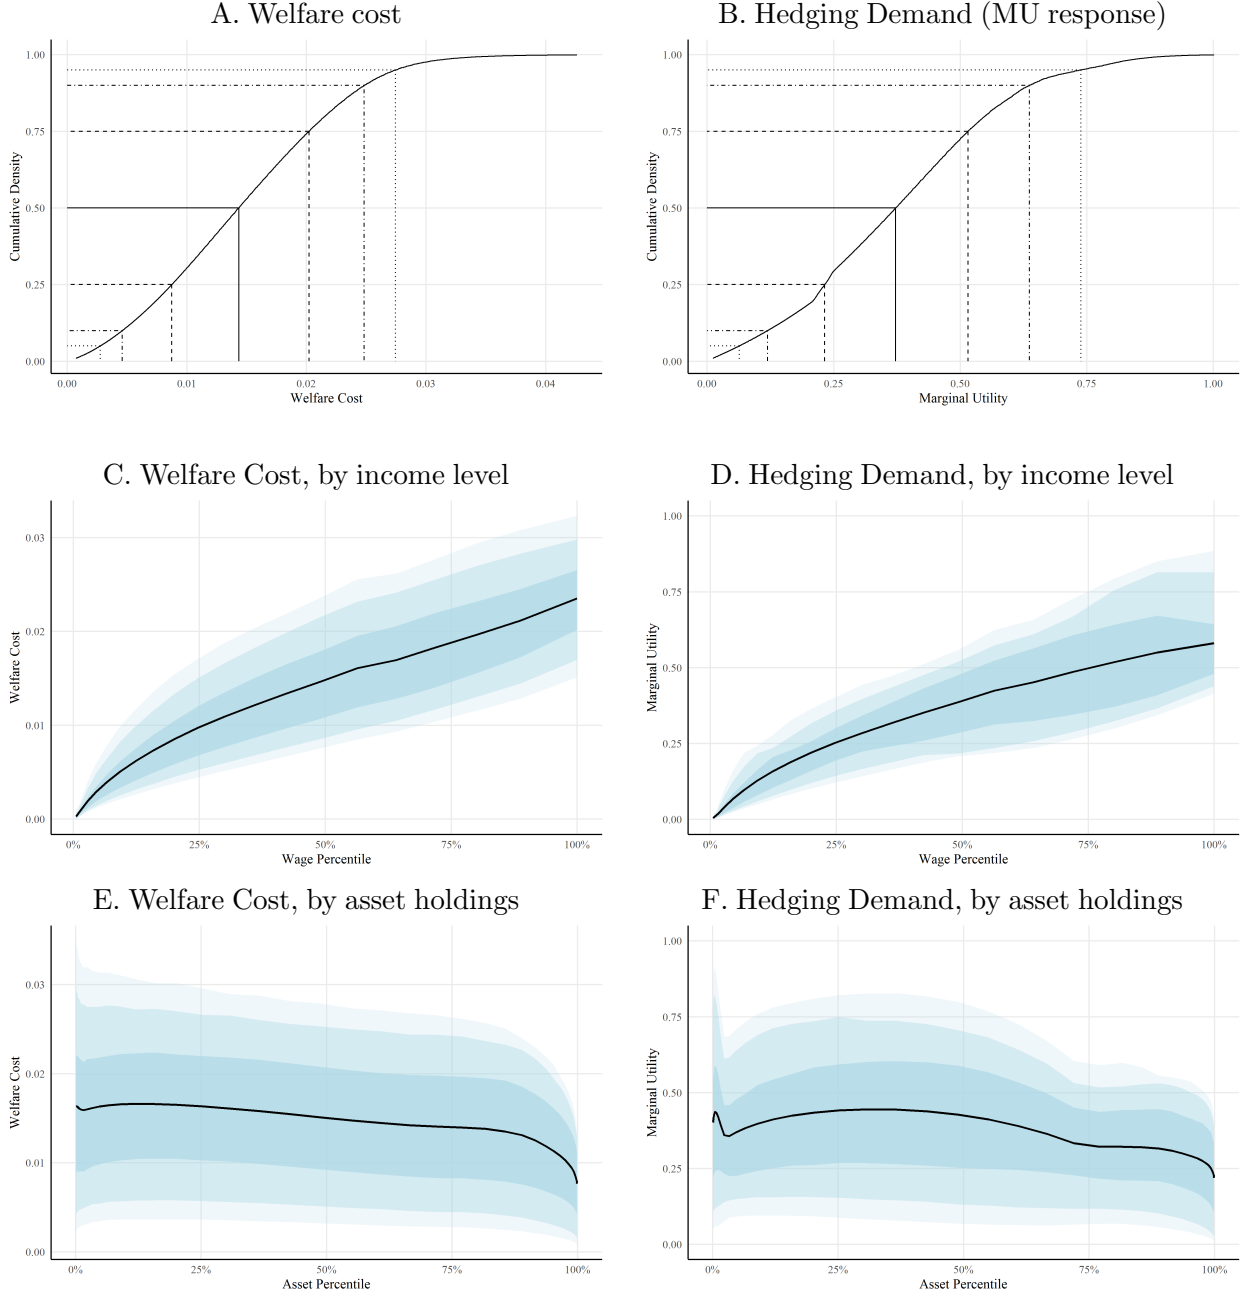 A. Welfare cost
1.00
0.75
0.50
0.25
0.00
Cumulative Density
0.00 0.01 0.02 0.03 0.04
Welfare Cost
B. Hedging Demand (MU response)
1.00
0.75
0.50
0.25
0.00
Cumulative Density
0.00 0.25 0.50 0.75 1.00
Marginal Utility
C. Welfare Cost, by income level
0.03
0.02
0.01
0.00
Welfare Cost
0% 25% 50% 75% 100%
Wage Percentile
D. Hedging Demand, by income level
1.00
0.75
0.50
0.25
0.00
Marginal Utility
0% 25% 50% 75% 100%
Wage Percentile
E. Welfare Cost, by asset holdings
0.03
0.02
0.01
0.00
Welfare Cost
0% 25% 50% 75% 100%
Asset Percentile
F. Hedging Demand, by asset holdings
1.00
0.75
0.50
0.25
0.00
Marginal Utility
0% 25% 50% 75% 100%
Asset Percentile